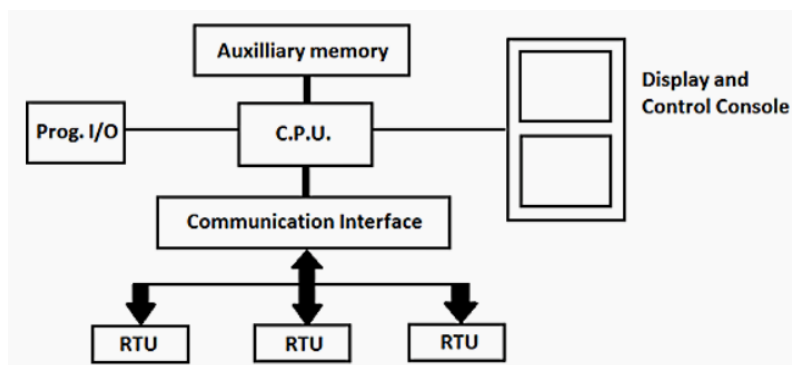 Auxilliary memory
Display and
Control Console
Prog. I/O
C.P.U.
Communication Interface
RTU
RTU
RTU